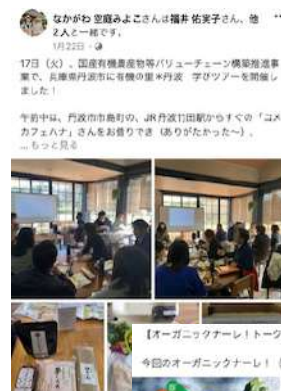 なかがわ 空庭みよこさんは福井 佑実子さん、他
2人と一緒です。
1月22日
17日（火）、国産有機農産物等バリューチェーン構築推進事
業で、兵庫県丹波市に有機の里＊丹波 学びツアーを開催し
ました！
午前中は、丹波市市島町の、JR丹波竹田駅からすぐの「コメ
カフェハナ」さんをお借りでき（ありがたかった〜）、
...もっと見る
【オーガニックナーレ！トーク
今回のオーガニックナーレ！（